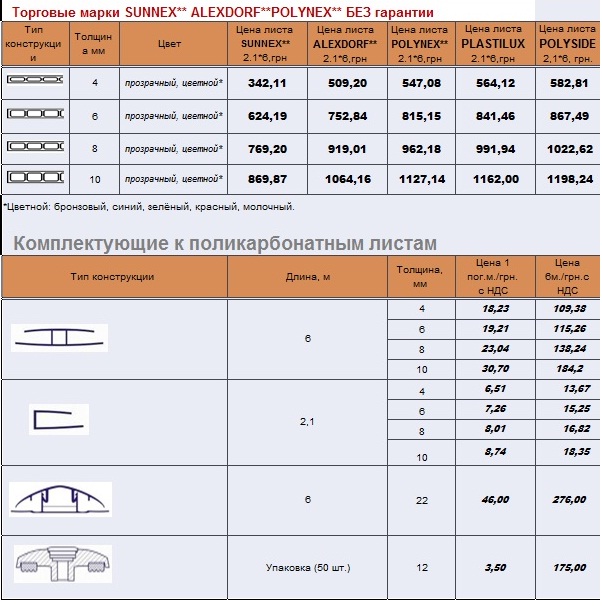 Торговые марки SUNNEX** ALEXDORF**POLYNEX** БЕЗ гарантии
Тип конструкци и | Толщин а мм | Цвет | Цена листа SUNNEX** 2.1*6,грн | Цена листа ALEXDORF** 2.1*6,грн | Цена листа POLYNEX** 2.1*6,грн | Цена листа PLASTILUX 2.1*6,грн | Цена листа POLYSIDE 2,1*6, грн.
4 | прозрачный, цветной* | 342,11 | 509,20 | 547,08 | 564,12 | 582,81
6 | прозрачный, цветной* | 624,19 | 752,84 | 815,15 | 841,46 | 867,49
8 | прозрачный, цветной* | 769,20 | 919,01 | 962,18 | 991,94 | 1022,62
10 | прозрачный, цветной* | 869,87 | 1064,16 | 1127,14 | 1162,00 | 1198,24
*Цветной: бронзовый, синий, зелёный, красный, молочный.
Комплектующие к поликарбонатным листам
Тип конструкции | Длина, м | Толщина, мм | Цена 1 пог.м./грн. с НДС | Цена 6м./грн.с НДС
6
4 | 18,23 | 109,38
6 | 19,21 | 115,26
8 | 23,04 | 138,24
10 | 30,70 | 184,2
2,1
4 | 6,51 | 13,67
6 | 7,26 | 15,25
8 | 8,01 | 16,82
10 | 8,74 | 18,35
6 | 22 | 46,00 | 276,00
Упаковка (50 шт.) | 12 | 3,50 | 175,00